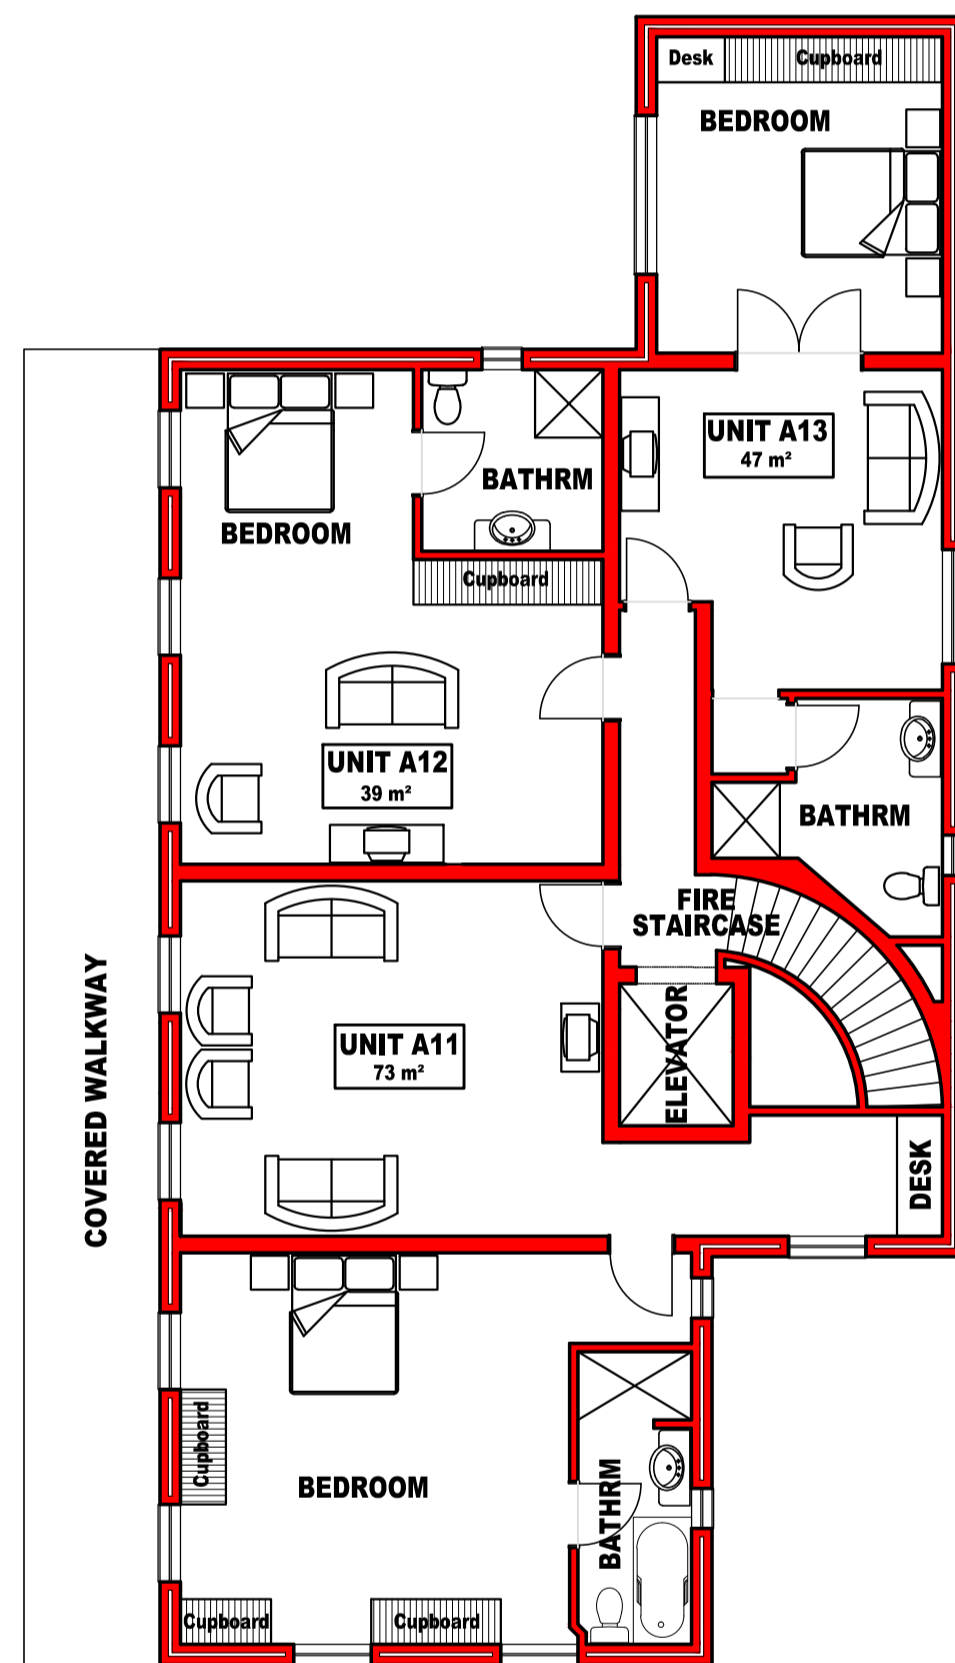 Desk
Cupboard
BEDROOM
UNIT A13
47 m²
BATHRM
BEDROOM
Cupboard
UNIT A12
39 m²
BATHRM
FIRE
STAIRCASE
ELEVATOR
UNIT A11
73 m²
COVERED WALKWAY
DESK
Cupboard
BEDROOM
BATHRM
Cupboard
Cupboard